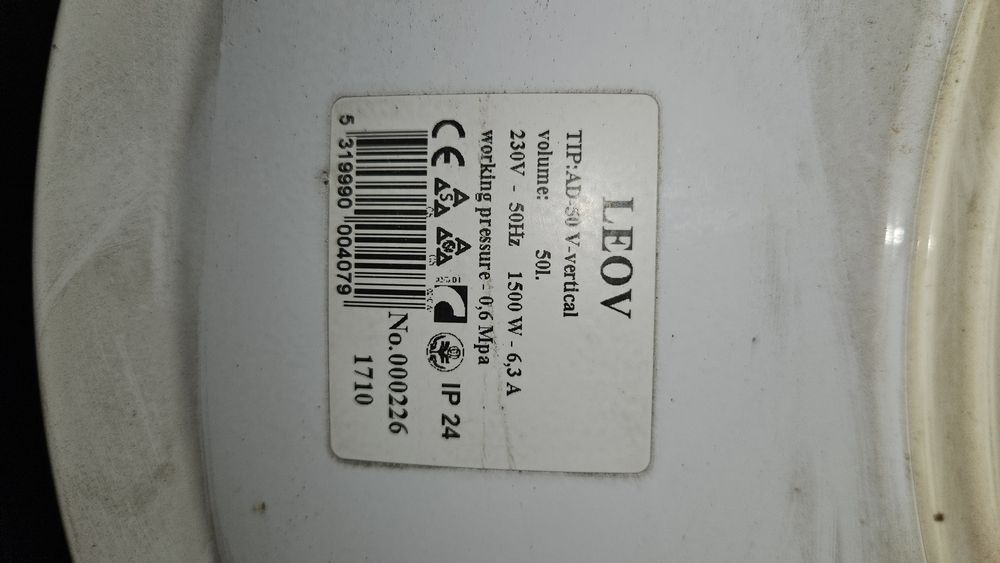 LEOV
TIP:AD-50 V-vertical
volume: 50l.
230V - 50Hz 1500 W - 6,3 A
working pressure - 0,6 Mpa
CE IP 24
No.000226
1710
5 319990 004079